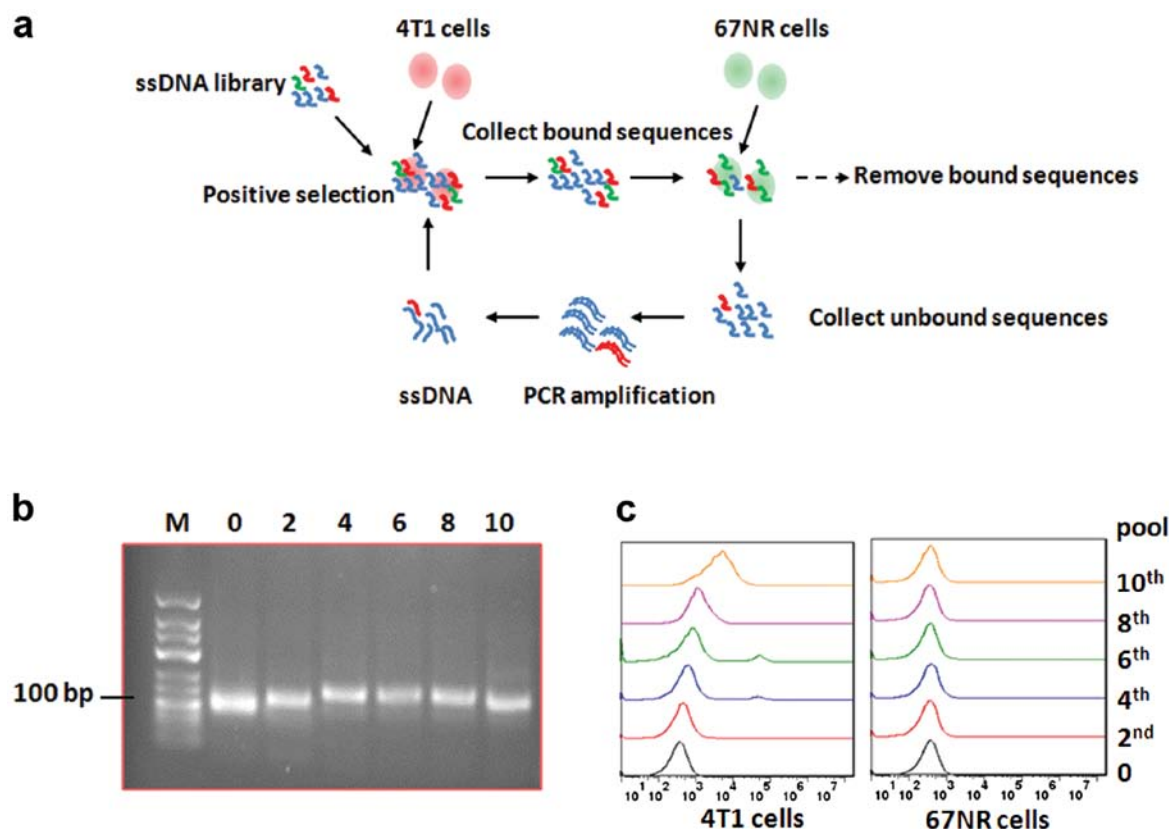 a
4T1 cells
67NR cells
ssDNA library
Collect bound sequences
Positive selection
Remove bound sequences
Collect unbound sequences
ssDNA
PCR amplification
b
M 0 2 4 6 8 10
100 bp
c
pool
10th
8th
6th
4th
2nd
0
10¹ 10² 10³ 10⁴ 10⁵ 10⁶ 10⁷
10¹ 10² 10³ 10⁴ 10⁵ 10⁶ 10⁷
4T1 cells
67NR cells